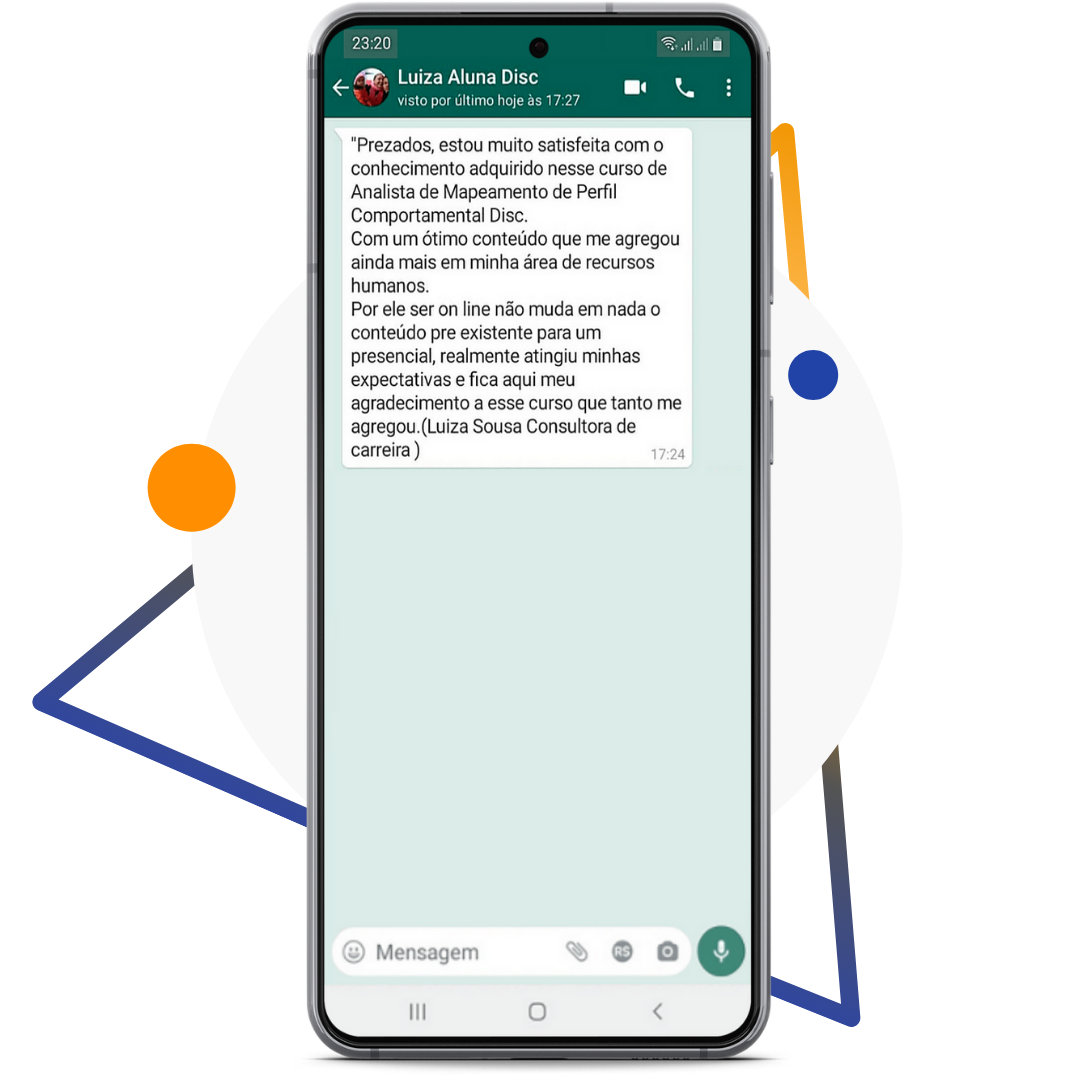 23:20
Luiza Aluna Disc
visto por último hoje às 17:27
"Prezados, estou muito satisfeita com o
conhecimento adquirido nesse curso de
Analista de Mapeamento de Perfil
Comportamental Disc.
Com um ótimo conteúdo que me agregou
ainda mais em minha área de recursos
humanos.
Por ele ser on line não muda em nada o
conteúdo pre existente para um
presencial, realmente atingiu minhas
expectativas e fica aqui meu
agradecimento a esse curso que tanto me
agregou.(Luiza Sousa Consultora de
carreira )
17:24
Mensagem
R$